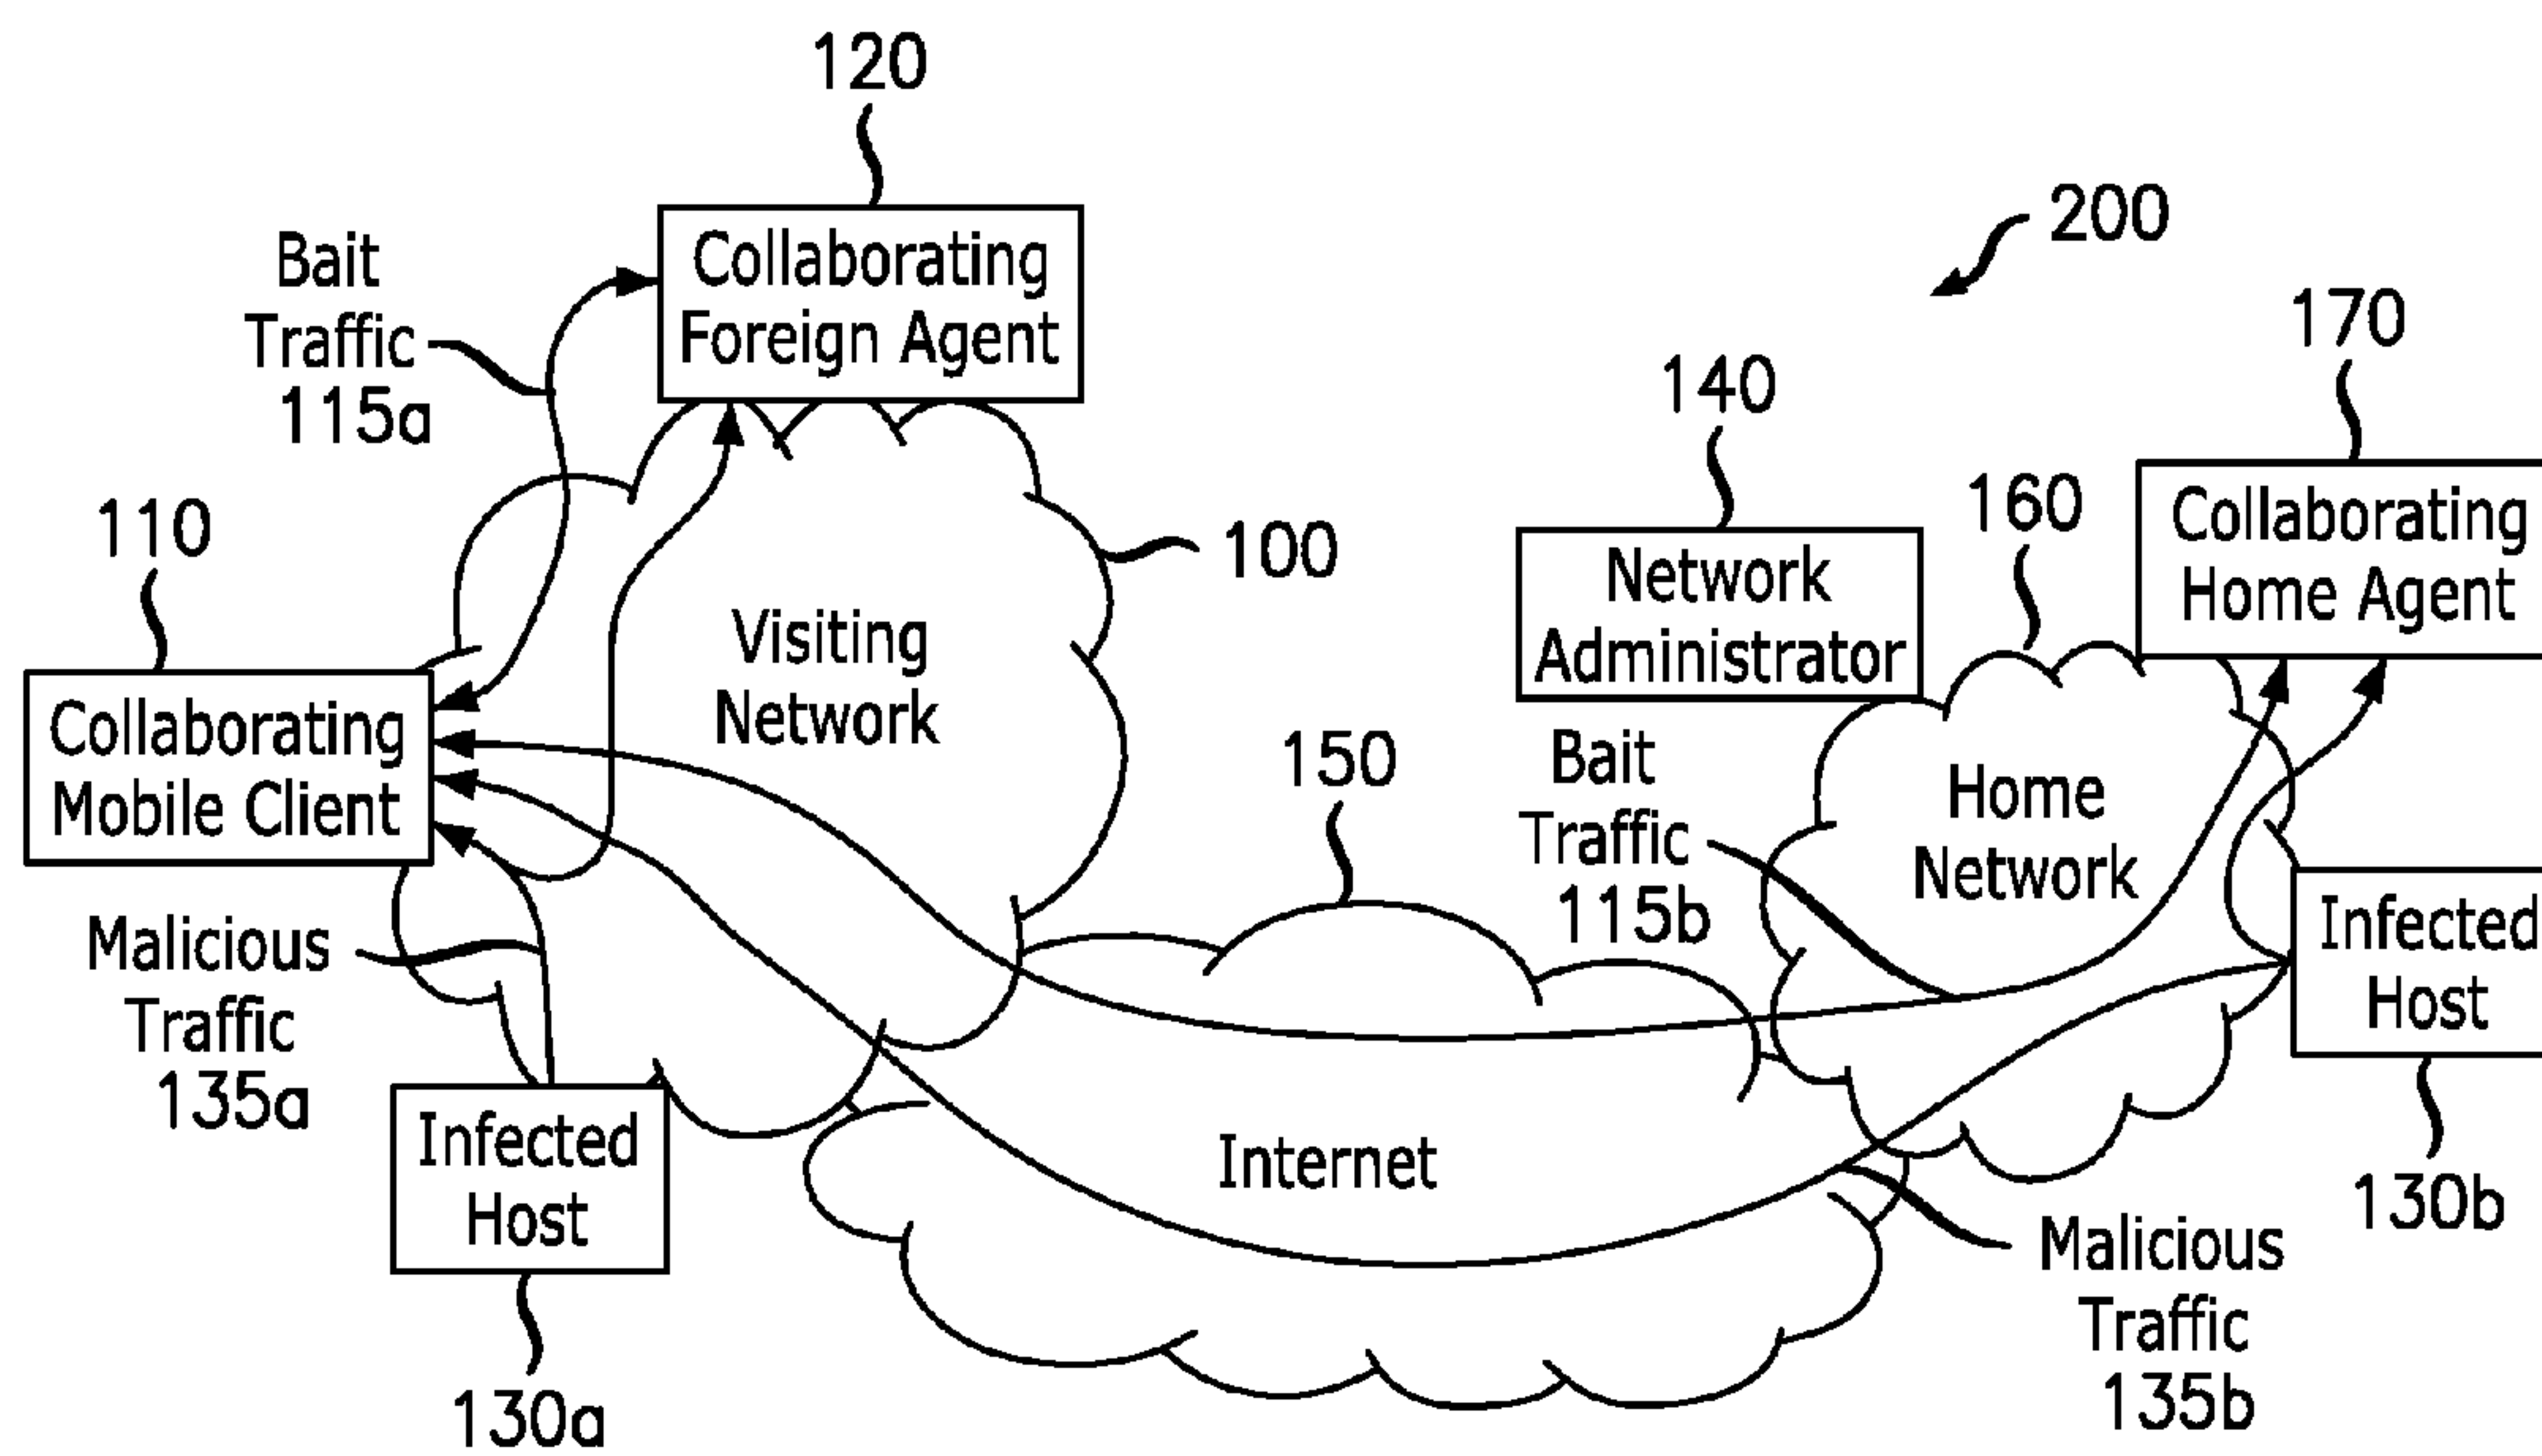 120
200
Bait
Traffic
115a
Collaborating
Foreign Agent
170
140
160
Collaborating
Home Agent
110
100
Network
Administrator
Visiting
Network
Collaborating
Mobile Client
150
Bait
Traffic
115b
Home
Network
Malicious
Traffic
135a
Infected
Host
130b
Infected
Host
130a
Internet
Malicious
Traffic
135b